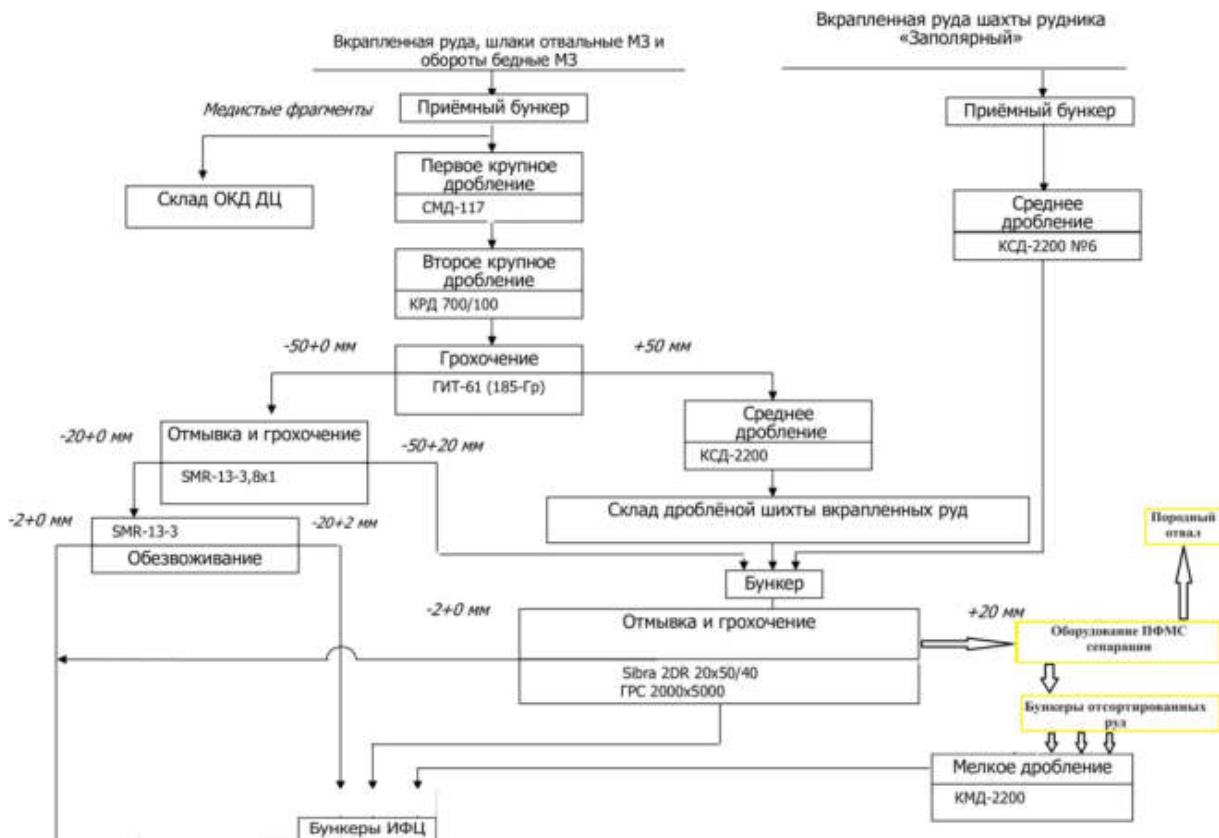 Вкрапленная руда, шлаки отвальные МЗ и
обороты бедные МЗ
Вкрапленная руда шахты рудника
«Заполярный»
Медистые фрагменты
Приёмный бункер
Приёмный бункер
Склад ОКД ДЦ
Первое крупное
дробление
СМД-117
Среднее
дробление
КСД-2200 №6
Второе крупное
дробление
КРД 700/100
-50+0 мм
Грохочение
+50 мм
ГИТ-61 (185-Гр)
-20+0 мм
Отмывка и грохочение
-50+20 мм
SMR-13-3,8x1
Среднее
дробление
КСД-2200
-2+0 мм
SMR-13-3
-20+2 мм
Обезвоживание
Склад дроблёной шихты вкрапленных руд
Породный
отвал
Бункер
-2+0 мм
Отмывка и грохочение
+20 мм
Оборудование ПФМС
сепарации
Sibra 2DR 20x50/40
ГРС 2000x5000
Бункеры отсортированных
руд
Мелкое дробление
КМД-2200
Бункеры ИФЦ